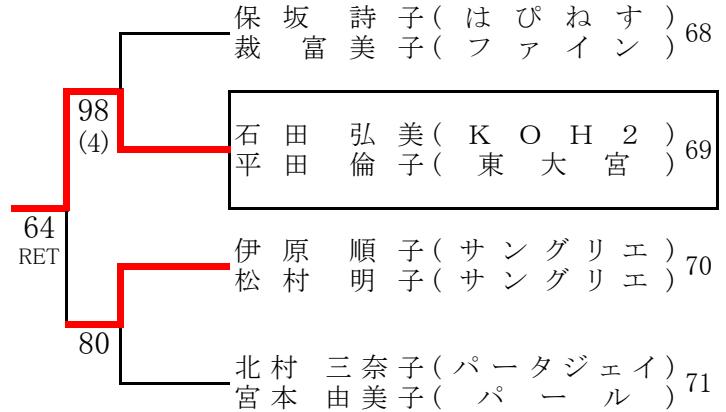 保坂 詩子(はぴねす)
裁 富美子(ファイン)
68
98
(4)
石田 弘美(KOH2)
平田 倫子(東大宮)
69
64
RET
伊原 順子(サングリエ)
松村 明子(サングリエ)
70
80
北村 三奈子(パータジェイ)
宮本 由美子(パール)
71